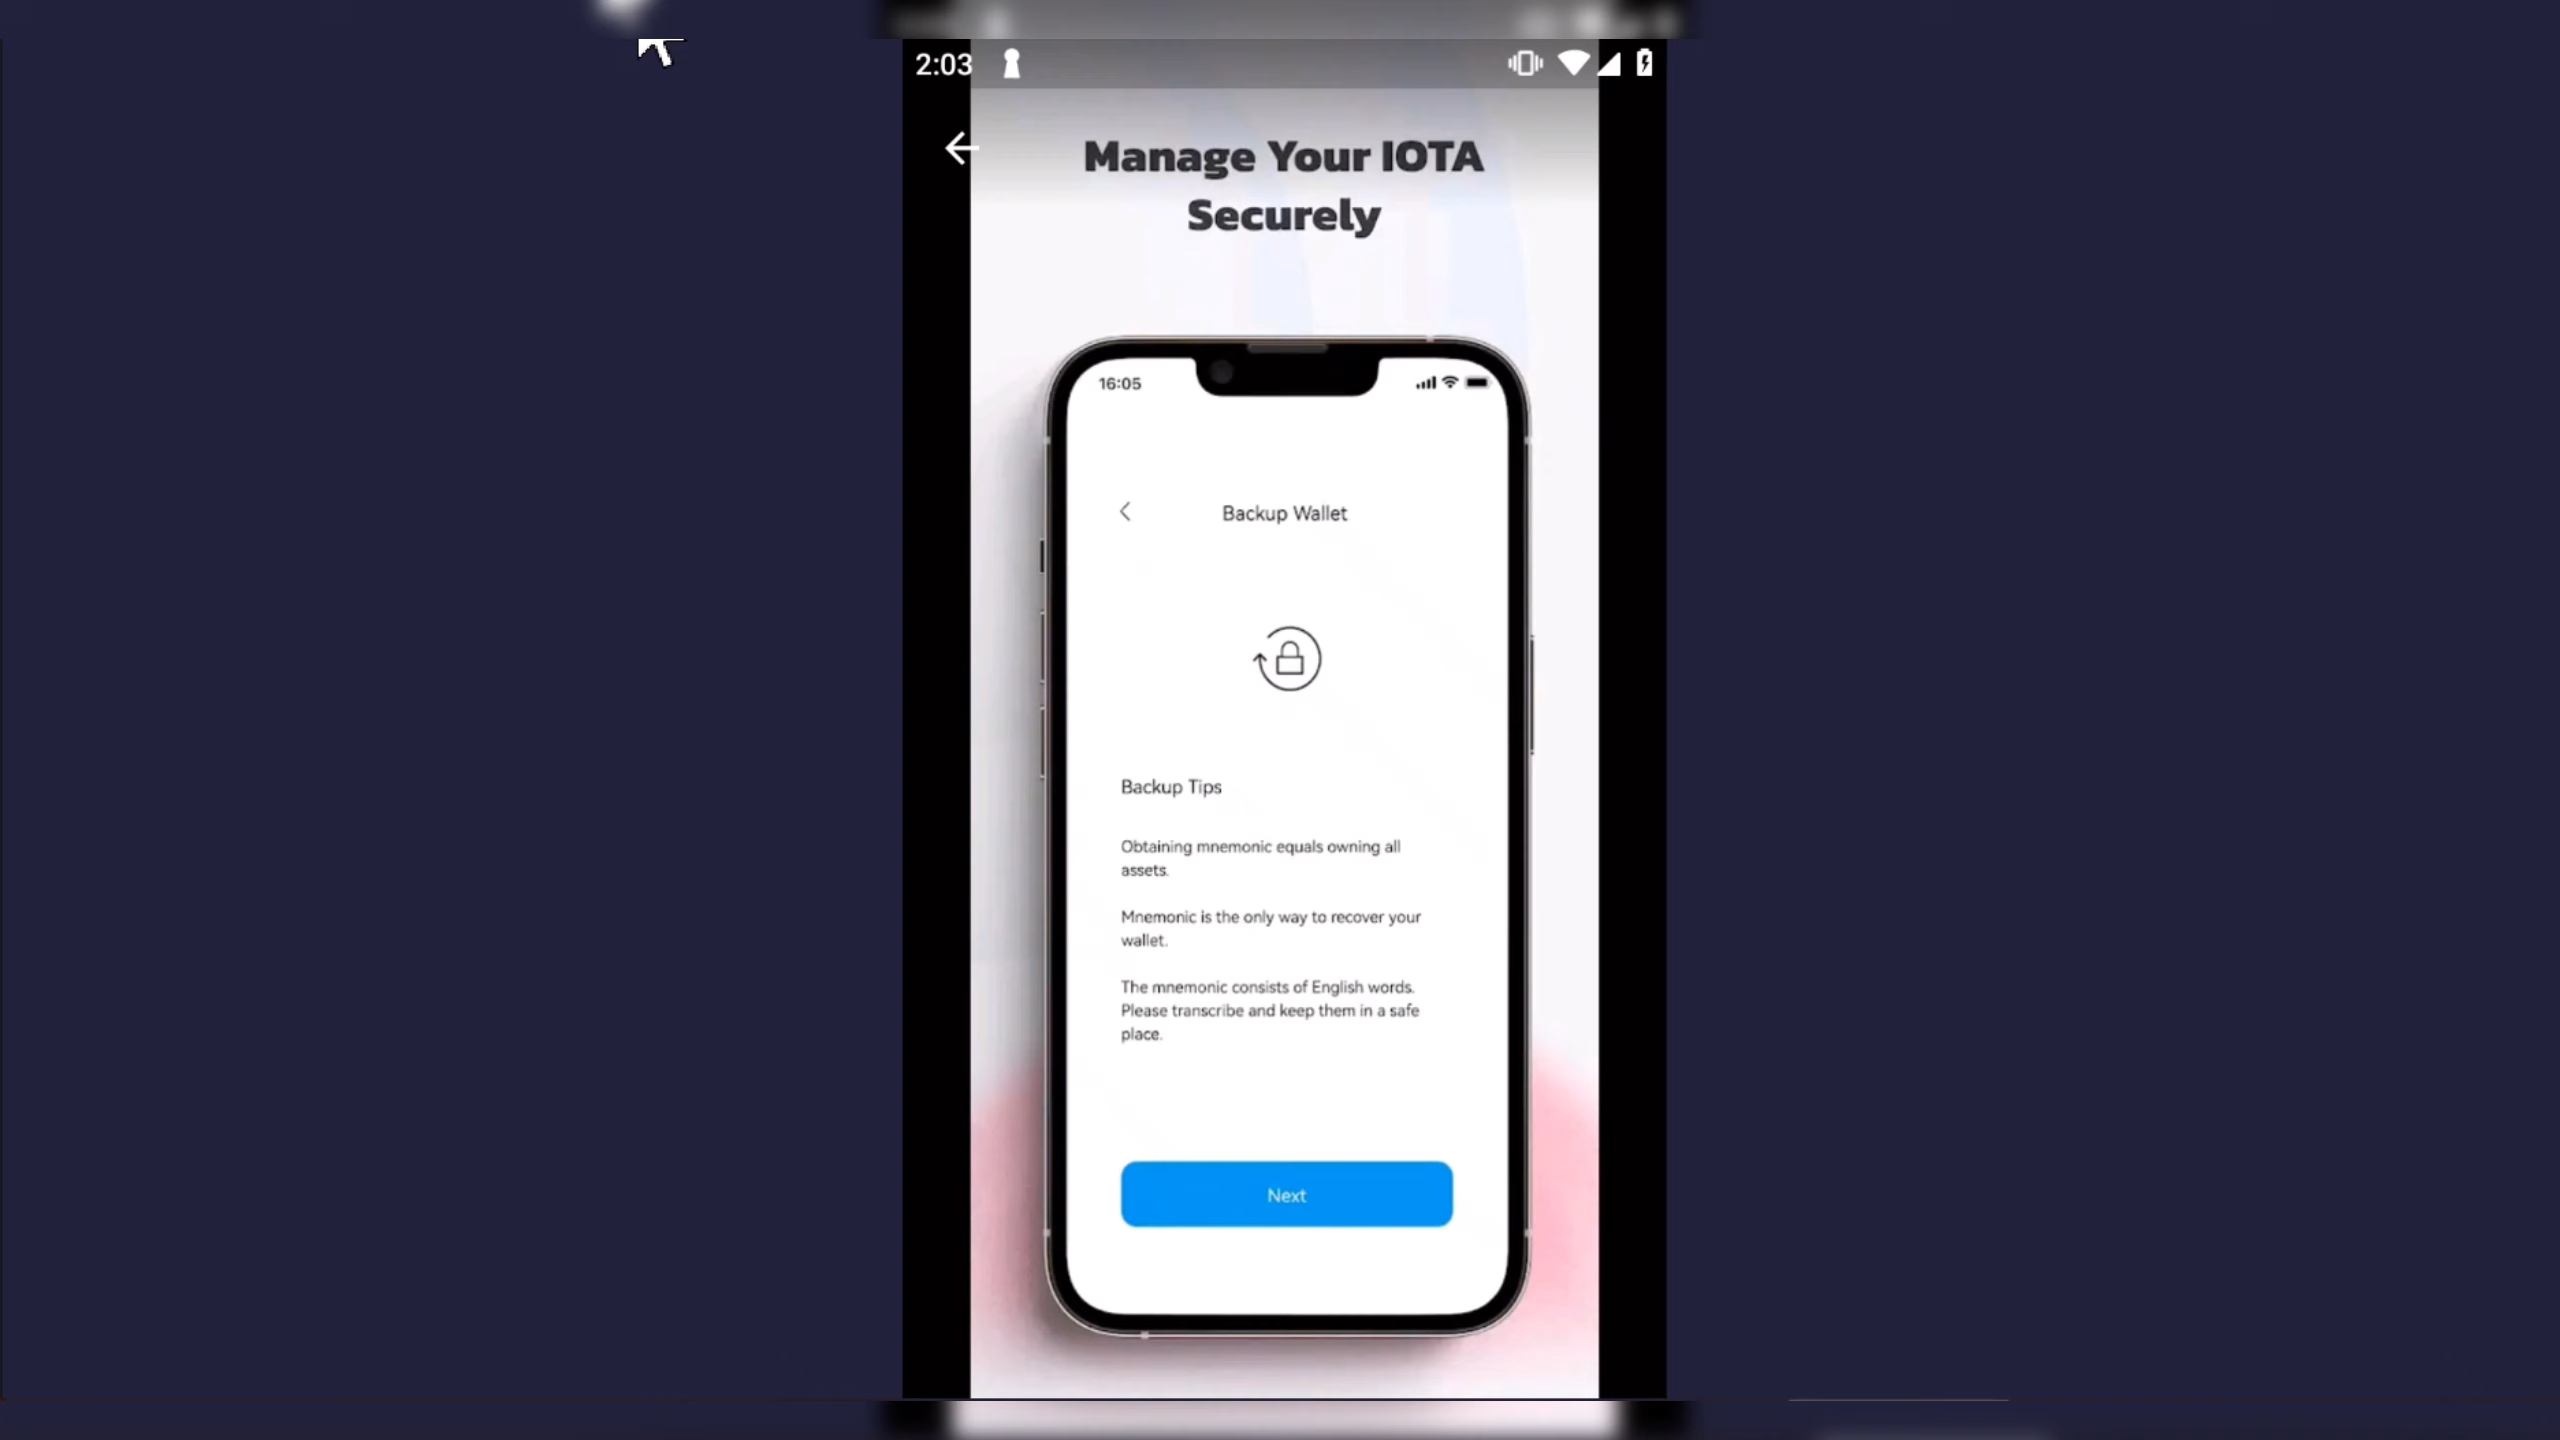 2:03
Manage Your IOTA
Securely
16:05
Backup Wallet
Backup Tips
Obtaining mnemonic equals owning all
assets.
Mnemonic is the only way to recover your
wallet.
The mnemonic consists of English words.
Please transcribe and keep them in a safe
place.
Next